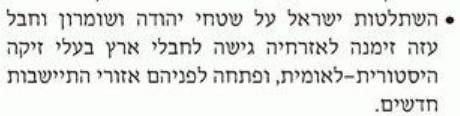 • השתלטות ישראל על שטחי יהודה ושומרון וחבל
עזה זימנה לאזרחיה גישה לחבלי ארץ בעלי זיקה
היסטורית–לאומית, ופתחה לפניהם אזורי התיישבות
חדשים.